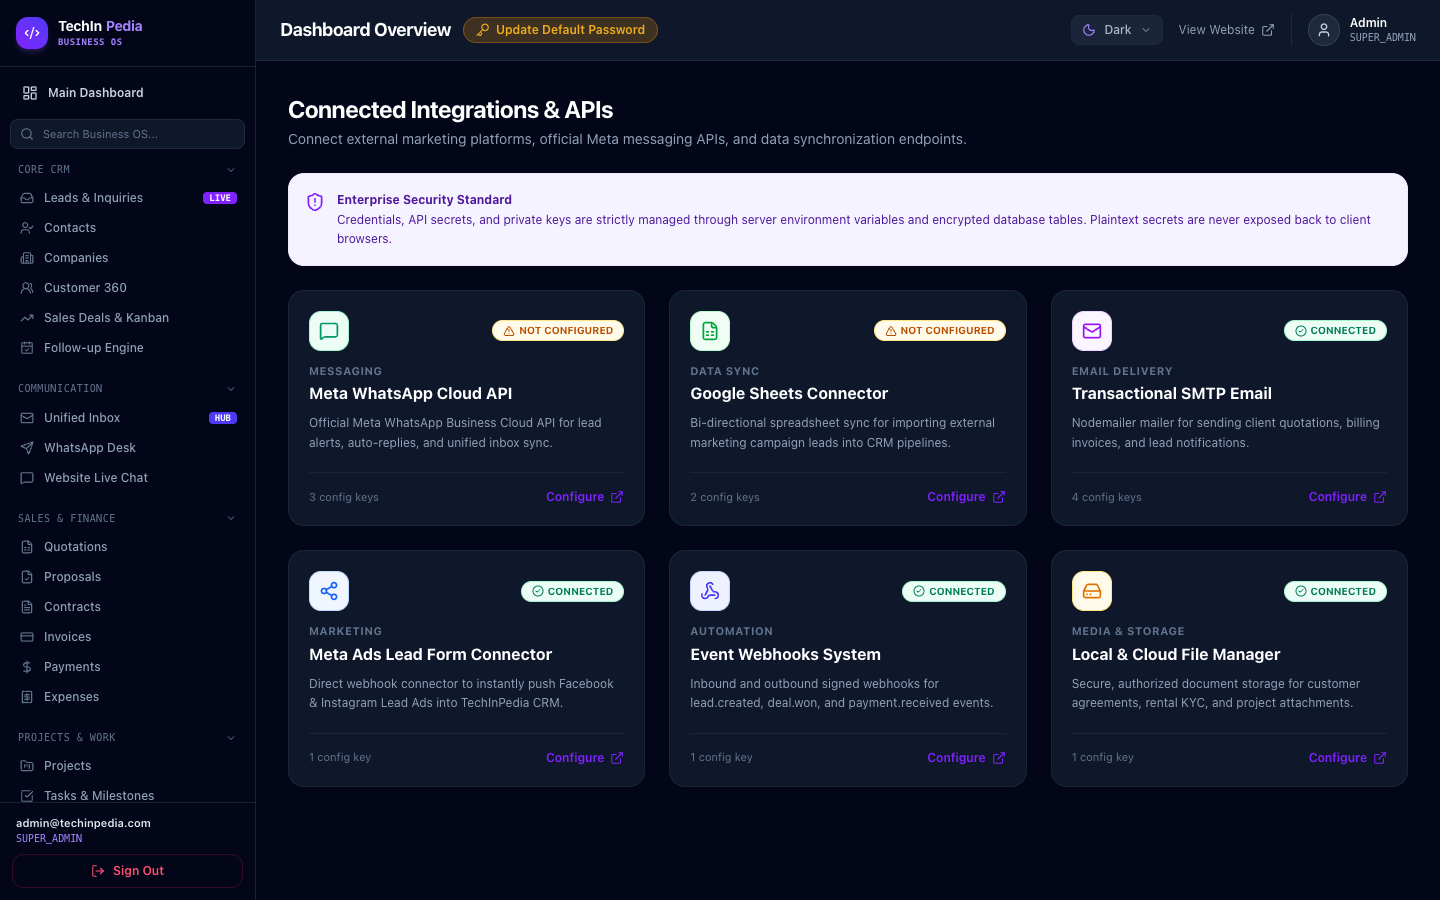 TechIn Pedia
BUSINESS OS
Main Dashboard
Search Business OS...
CORE CRM
Leads & Inquiries LIVE
Contacts
Companies
Customer 360
Sales Deals & Kanban
Follow-up Engine
COMMUNICATION
Unified Inbox HUB
WhatsApp Desk
Website Live Chat
SALES & FINANCE
Quotations
Proposals
Contracts
Invoices
Payments
Expenses
PROJECTS & WORK
Projects
Tasks & Milestones
admin@techinpedia.com
SUPER_ADMIN
Sign Out
Dashboard Overview
Update Default Password
Dark
View Website
Admin
SUPER_ADMIN
Connected Integrations & APIs
Connect external marketing platforms, official Meta messaging APIs, and data synchronization endpoints.
Enterprise Security Standard
Credentials, API secrets, and private keys are strictly managed through server environment variables and encrypted database tables. Plaintext secrets are never exposed back to client
browsers.
NOT CONFIGURED
MESSAGING
Meta WhatsApp Cloud API
Official Meta WhatsApp Business Cloud API for lead
alerts, auto-replies, and unified inbox sync.
3 config keys
Configure
NOT CONFIGURED
DATA SYNC
Google Sheets Connector
Bi-directional spreadsheet sync for importing external
marketing campaign leads into CRM pipelines.
2 config keys
Configure
CONNECTED
EMAIL DELIVERY
Transactional SMTP Email
Nodemailer mailer for sending client quotations, billing
invoices, and lead notifications.
4 config keys
Configure
CONNECTED
MARKETING
Meta Ads Lead Form Connector
Direct webhook connector to instantly push Facebook
& Instagram Lead Ads into TechInPedia CRM.
1 config key
Configure
CONNECTED
AUTOMATION
Event Webhooks System
Inbound and outbound signed webhooks for
lead.created, deal.won, and payment.received events.
1 config key
Configure
CONNECTED
MEDIA & STORAGE
Local & Cloud File Manager
Secure, authorized document storage for customer
agreements, rental KYC, and project attachments.
1 config key
Configure